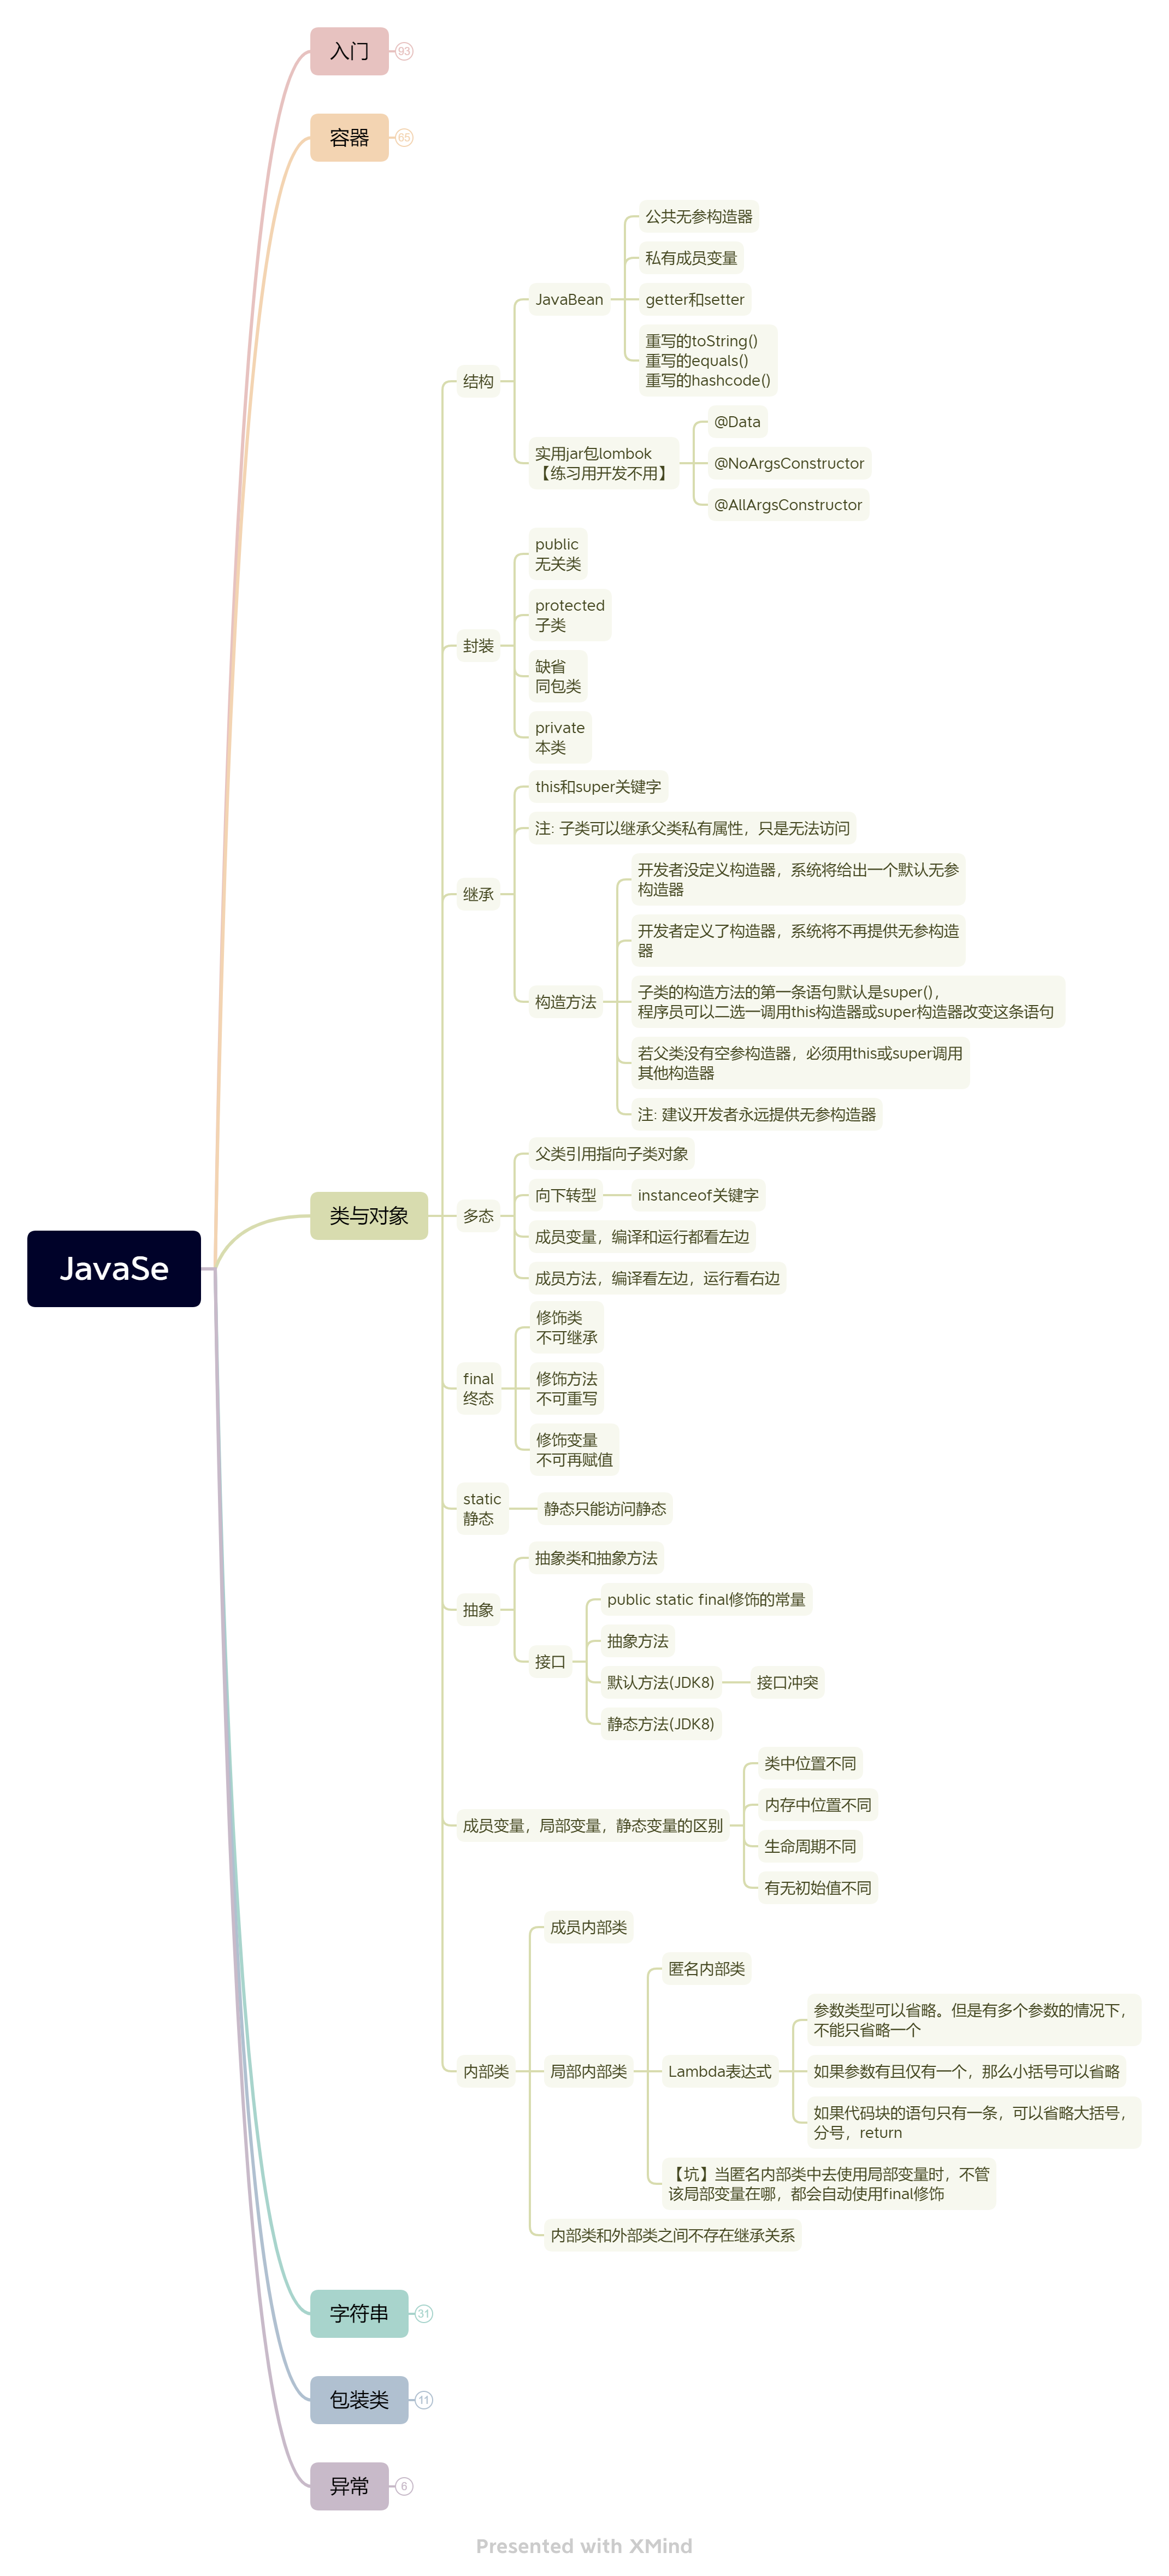 入门
93
容器
65
公共无参构造器
私有成员变量
JavaBean
getter和setter
重写的toString()
重写的equals()
重写的hashcode()
结构
@Data
实用jar包lombok
【练习用开发不用】
@NoArgsConstructor
@AllArgsConstructor
public
无关类
protected
子类
封装
缺省
同包类
private
本类
this和super关键字
注: 子类可以继承父类私有属性，只是无法访问
继承
开发者没定义构造器，系统将给出一个默认无参
构造器
开发者定义了构造器，系统将不再提供无参构造
器
构造方法
子类的构造方法的第一条语句默认是super()，
程序员可以二选一调用this构造器或super构造器改变这条语句
若父类没有空参构造器，必须用this或super调用
其他构造器
注: 建议开发者永远提供无参构造器
父类引用指向子类对象
向下转型
instanceof关键字
类与对象
多态
成员变量，编译和运行都看左边
成员方法，编译看左边，运行看右边
JavaSe
修饰类
不可继承
final
终态
修饰方法
不可重写
修饰变量
不可再赋值
static
静态
静态只能访问静态
抽象类和抽象方法
抽象
public static final修饰的常量
抽象方法
接口
默认方法(JDK8)
接口冲突
静态方法(JDK8)
类中位置不同
内存中位置不同
成员变量，局部变量，静态变量的区别
生命周期不同
有无初始值不同
成员内部类
匿名内部类
参数类型可以省略。但是有多个参数的情况下，
不能只省略一个
内部类
局部内部类
Lambda表达式
如果参数有且仅有一个，那么小括号可以省略
如果代码块的语句只有一条，可以省略大括号，
分号，return
【坑】当匿名内部类中去使用局部变量时，不管
该局部变量在哪，都会自动使用final修饰
内部类和外部类之间不存在继承关系
字符串
31
包装类
11
异常
6
Presented with XMind